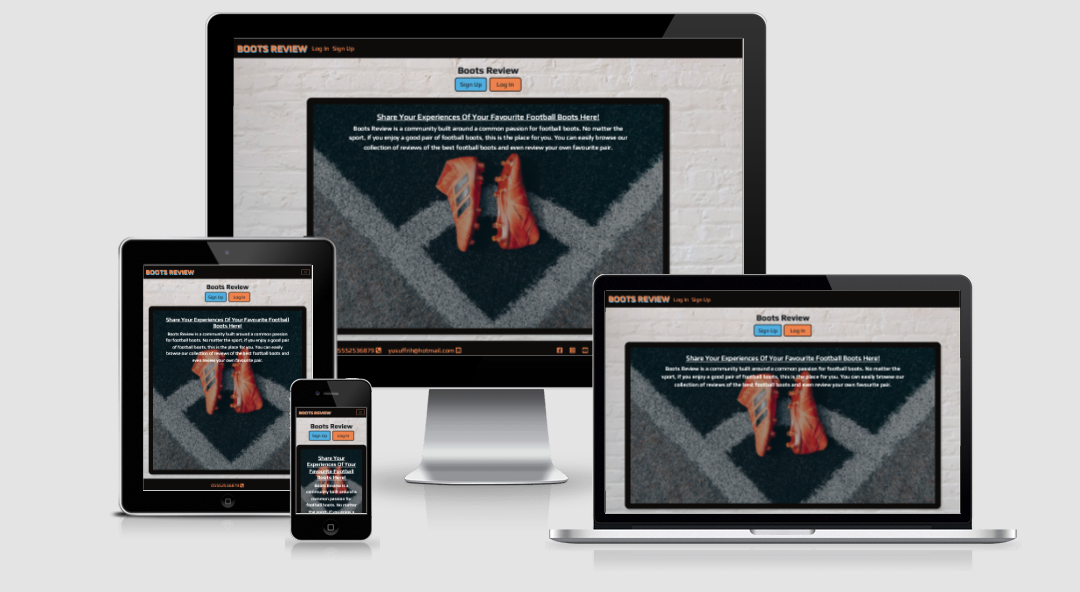 BOOTS REVIEW Log In Sign Up
Boots Review
Sign Up Log In
Share Your Experiences Of Your Favourite Football Boots Here!
Boots Review is a community built around a common passion for football boots. No matter the
sport, if you enjoy a good pair of football boots, this is the place for you. You can easily browse our
collection of reviews of the best football boots and even review your own favourite pair.
BOOTS REVIEW
Boots Review
Sign Up Log In
Share Your Experiences Of Your Favourite Football
Boots Here!
Boots Review is a community built around a common passion
for football boots. No matter the sport, if you enjoy a good pair
of football boots, this is the place for you. You can easily
browse our collection of reviews of the best football boots and
even review your own favourite pair.
BOOTS REVIEW
Boots Review
Sign Up Log In
Share Your
Experiences Of Your
Favourite Football
Boots Here!
Boots Review is a
community built around a
common passion for
football boots. No
BOOTS REVIEW Log In Sign Up
Boots Review
Sign Up Log In
Share Your Experiences Of Your Favourite Football Boots Here!
Boots Review is a community built around a common passion for football boots. No matter the
sport, if you enjoy a good pair of football boots, this is the place for you. You can easily browse our
collection of reviews of the best football boots and even review your own favourite pair.